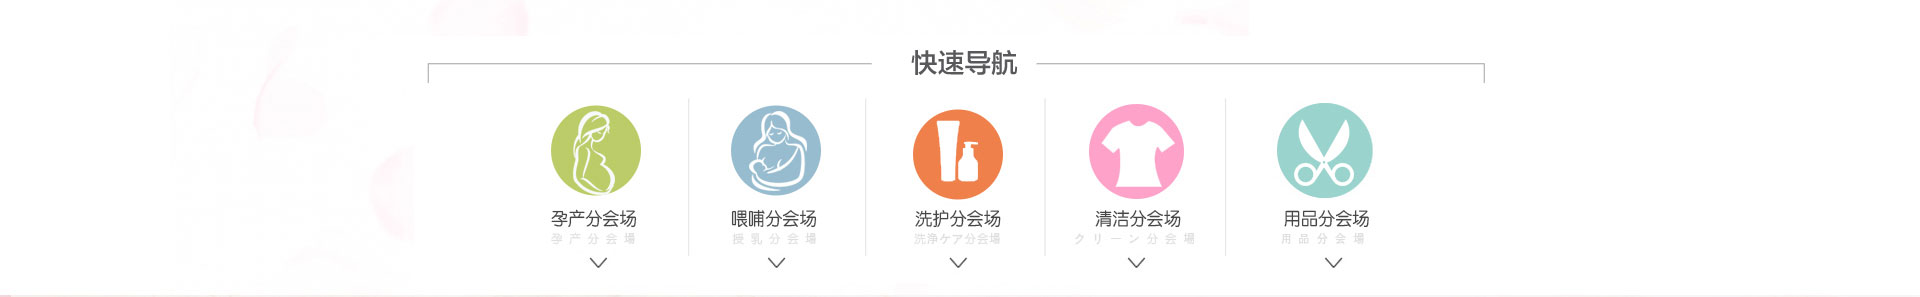 快速导航
孕产分会场
孕产分会場
喂哺分会场
授乳分会場
洗护分会场
洗浄ケア分会場
清洁分会场
クリーン分会場
用品分会场
用品分会場